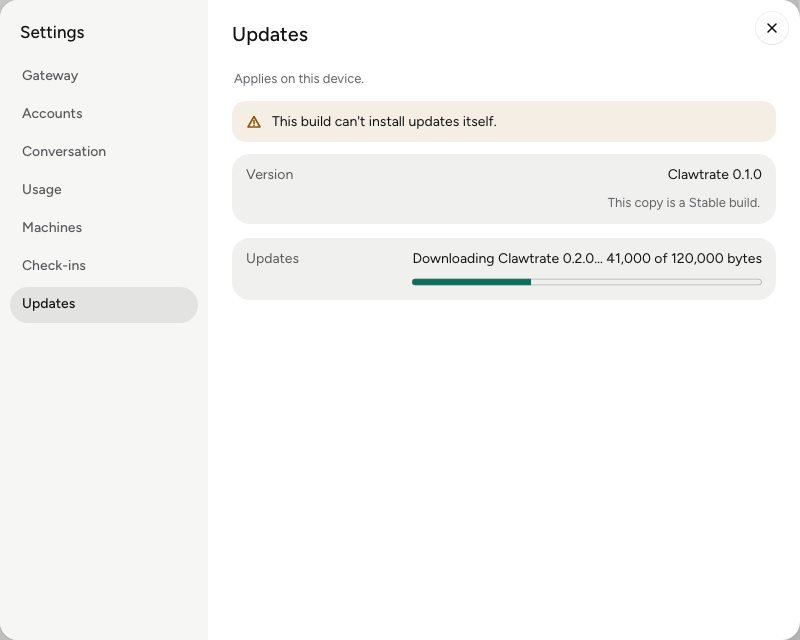 Settings
Gateway
Accounts
Conversation
Usage
Machines
Check-ins
Updates
Updates
Applies on this device.
This build can't install updates itself.
Version
Clawtrate 0.1.0
This copy is a Stable build.
Updates
Downloading Clawtrate 0.2.0... 41,000 of 120,000 bytes